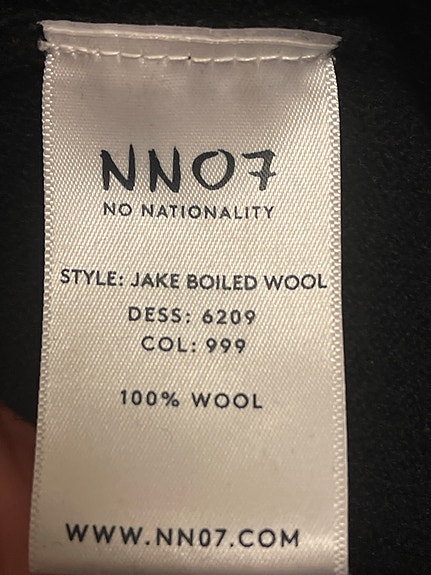 NN07
NO NATIONALITY
STYLE: JAKE BOILED WOOL
DESS: 6209
COL: 999
100% WOOL
WWW.NN07.COM